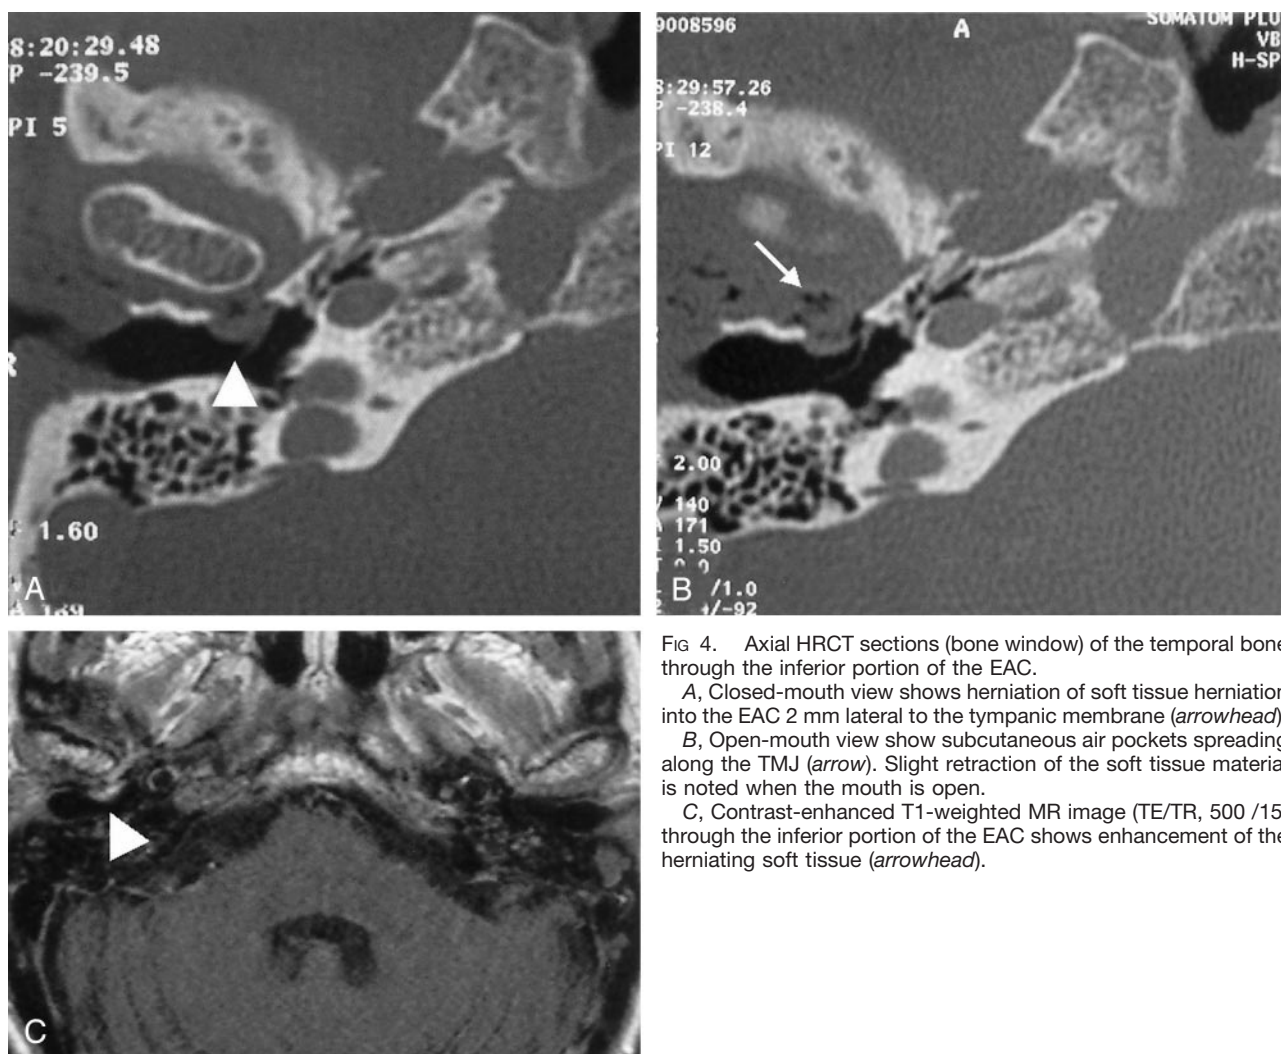 8:20:29.48
P -239.5
PI 5
R
1.60
A
9008596
A
SOMATOM PLU
VB
H-SP
8:29:57.26
P -238.4
PI 12
2.00
140
171
1.50
/1.0
+/-92
B
C
FIG 4. Axial HRCT sections (bone window) of the temporal bone
through the inferior portion of the EAC.
A, Closed-mouth view shows herniation of soft tissue herniation
into the EAC 2 mm lateral to the tympanic membrane (arrowhead)
B, Open-mouth view show subcutaneous air pockets spreading
along the TMJ (arrow). Slight retraction of the soft tissue material
is noted when the mouth is open.
C, Contrast-enhanced T1-weighted MR image (TE/TR, 500 /15
through the inferior portion of the EAC shows enhancement of the
herniating soft tissue (arrowhead).